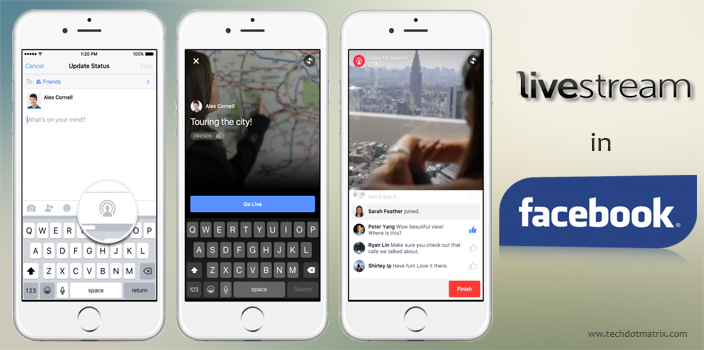 1:20 PM
100%
Cancel
Update Status
Post
To:
Friends
Alex Cornell
What's on your mind?
Q W E R T Y U I O P
A S D F G H J K L
Z X C V B N M
123
space
return
Alex Cornell
Touring the city!
FRIENDS
Go Live
Q W E R T Y U I O P
A S D F G H J K L
Z X C V B N M
123
space
Search
Sarah Feather joined.
Peter Yang Wow beautiful view!
Where is this?
Ryan Lin Make sure you check out that
cafe we talked about.
Shirley Ip Have fun! Love it there.
Finish
livestream
in
facebook®
www.techdotmatrix.com